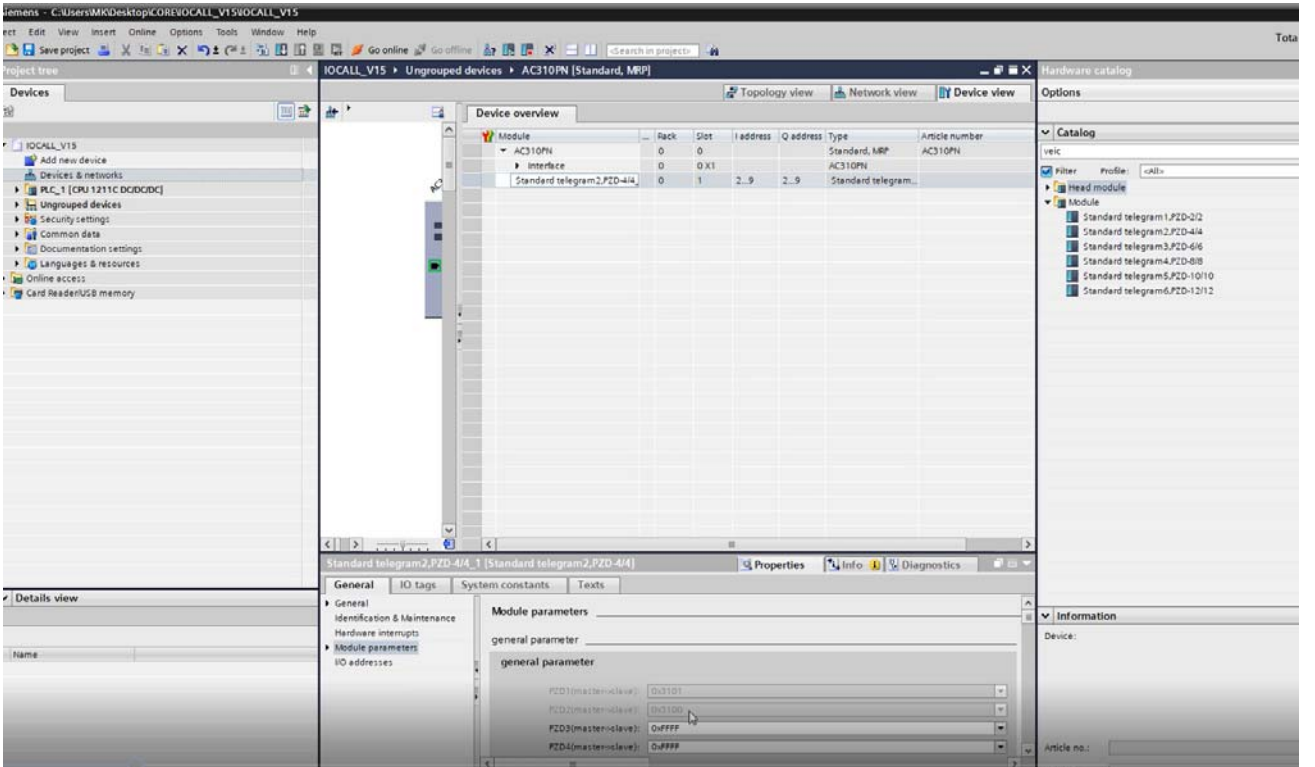 Siemens - C:\Users\MK\Desktop\CORE\IOCALL_V15\IOCALL_V15
Edit View Insert Online Options Tools Window Help
Save project Go online Go offline <Search in project>
Tota
Project tree
IOCALL_V15 ▸ Ungrouped devices ▸ AC310PN [Standard, MRP]
Hardware catalog
Devices
Topology view Network view Device view
Options
Device overview
Module ... Rack Slot I address Q address Type Article number
AC310PN 0 0 Standard, MRP AC310PN
Interface 0 0 X1 AC310PN
Standard telegram2,PZD-4/4_ 0 1 2...9 2...9 Standard telegram...
IOCALL_V15
Add new device
Devices & networks
PLC_1 [CPU 1211C DC/DC/DC]
Ungrouped devices
Security settings
Common data
Documentation settings
Languages & resources
Online access
Card Reader/USB memory
Catalog
veic
Filter Profile: <All>
Head module
Module
Standard telegram1,PZD-2/2
Standard telegram2,PZD-4/4
Standard telegram3,PZD-6/6
Standard telegram4,PZD-8/8
Standard telegram5,PZD-10/10
Standard telegram6,PZD-12/12
Standard telegram2,PZD-4/4_1 [Standard telegram2,PZD-4/4]
Properties Info Diagnostics
General IO tags System constants Texts
General
Identification & Maintenance
Hardware interrupts
Module parameters
I/O addresses
Module parameters
general parameter
general parameter
PZD1(master->slave): 0x3101
PZD2(master->slave): 0x3100
PZD3(master->slave): 0xFFFF
PZD4(master->slave): 0xFFFF
Details view
Name
Information
Device:
Article no.: